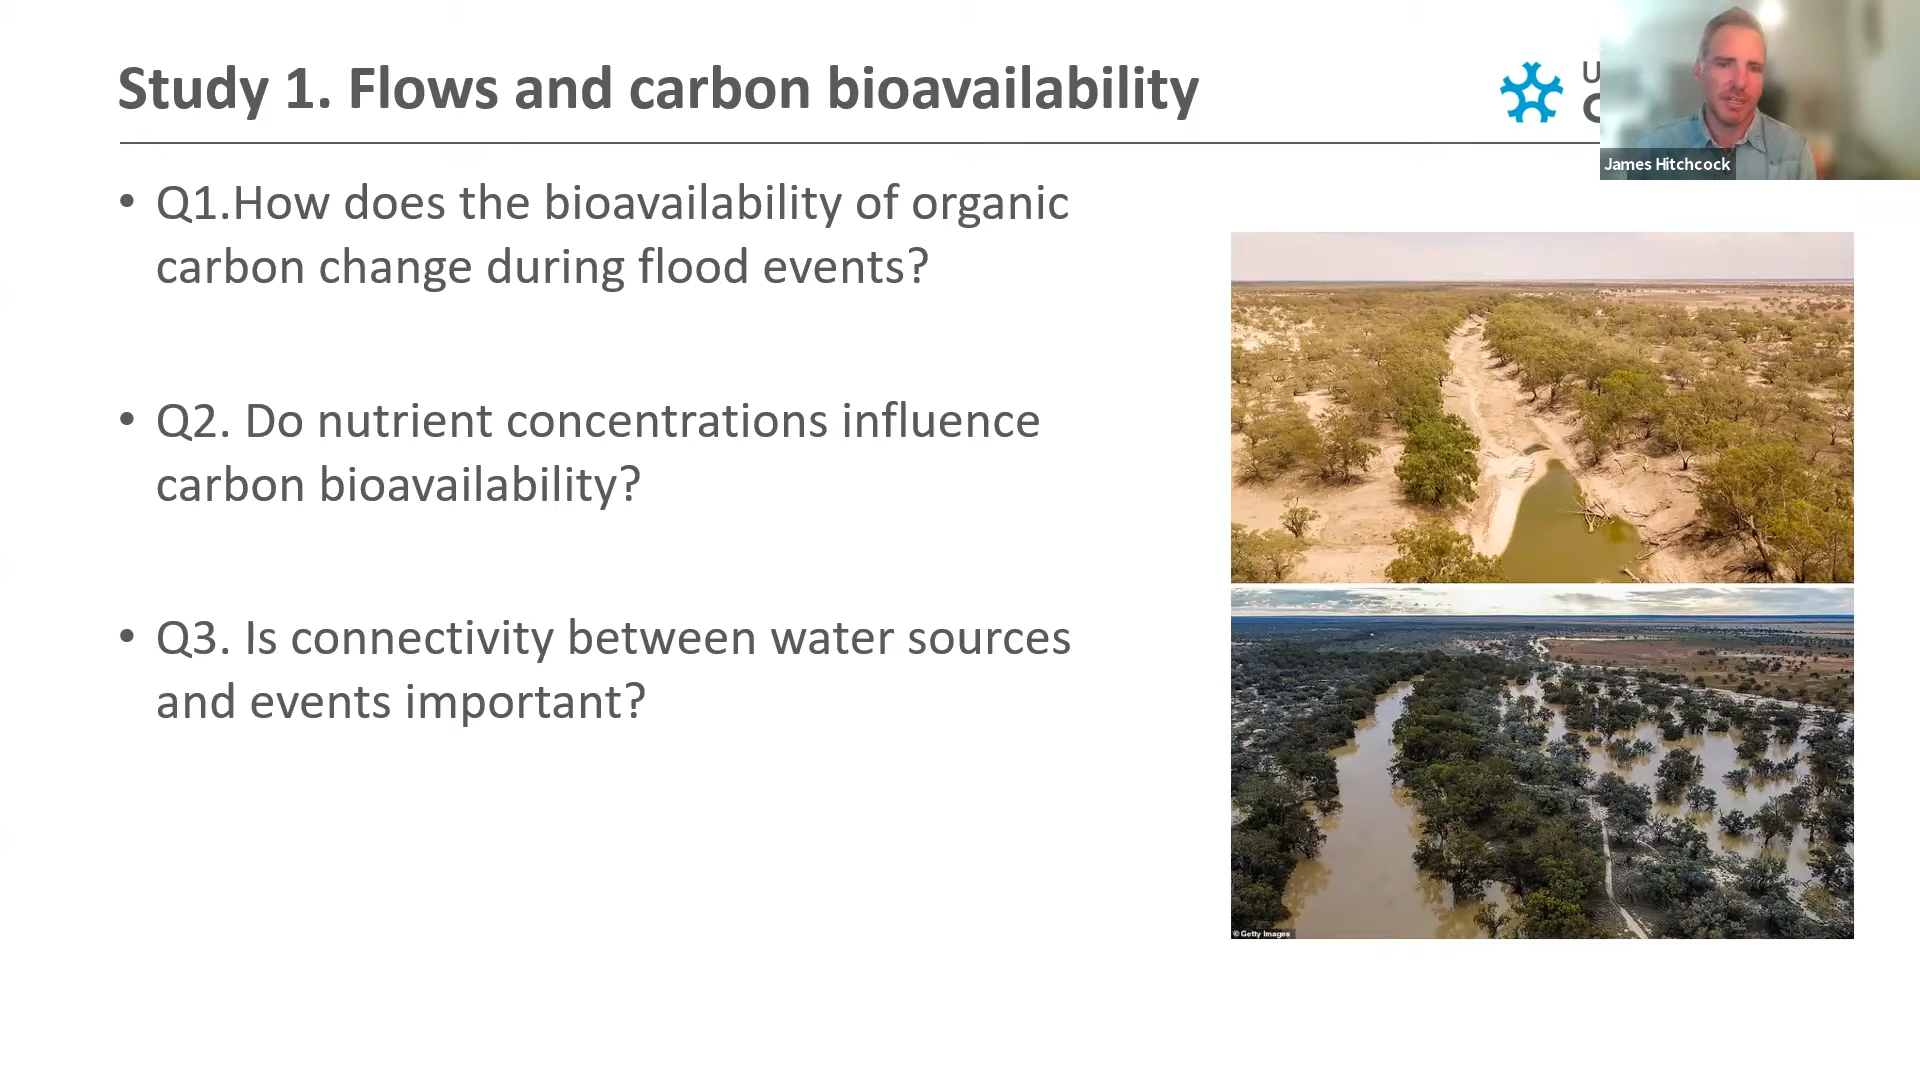 Study 1. Flows and carbon bioavailability
James Hitchcock
• Q1.How does the bioavailability of organic
carbon change during flood events?
• Q2. Do nutrient concentrations influence
carbon bioavailability?
• Q3. Is connectivity between water sources
and events important?
© Getty Images